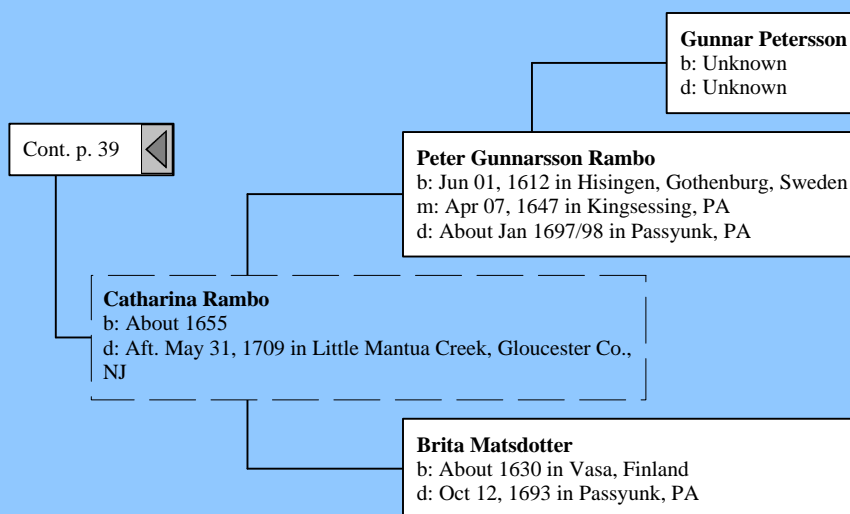 Gunnar Petersson
b: Unknown
d: Unknown
Cont. p. 39
Peter Gunnarsson Rambo
b: Jun 01, 1612 in Hisingen, Gothenburg, Sweden
m: Apr 07, 1647 in Kingsessing, PA
d: About Jan 1697/98 in Passyunk, PA
Catharina Rambo
b: About 1655
d: Aft. May 31, 1709 in Little Mantua Creek, Gloucester Co.,
NJ
Brita Matsdotter
b: About 1630 in Vasa, Finland
d: Oct 12, 1693 in Passyunk, PA